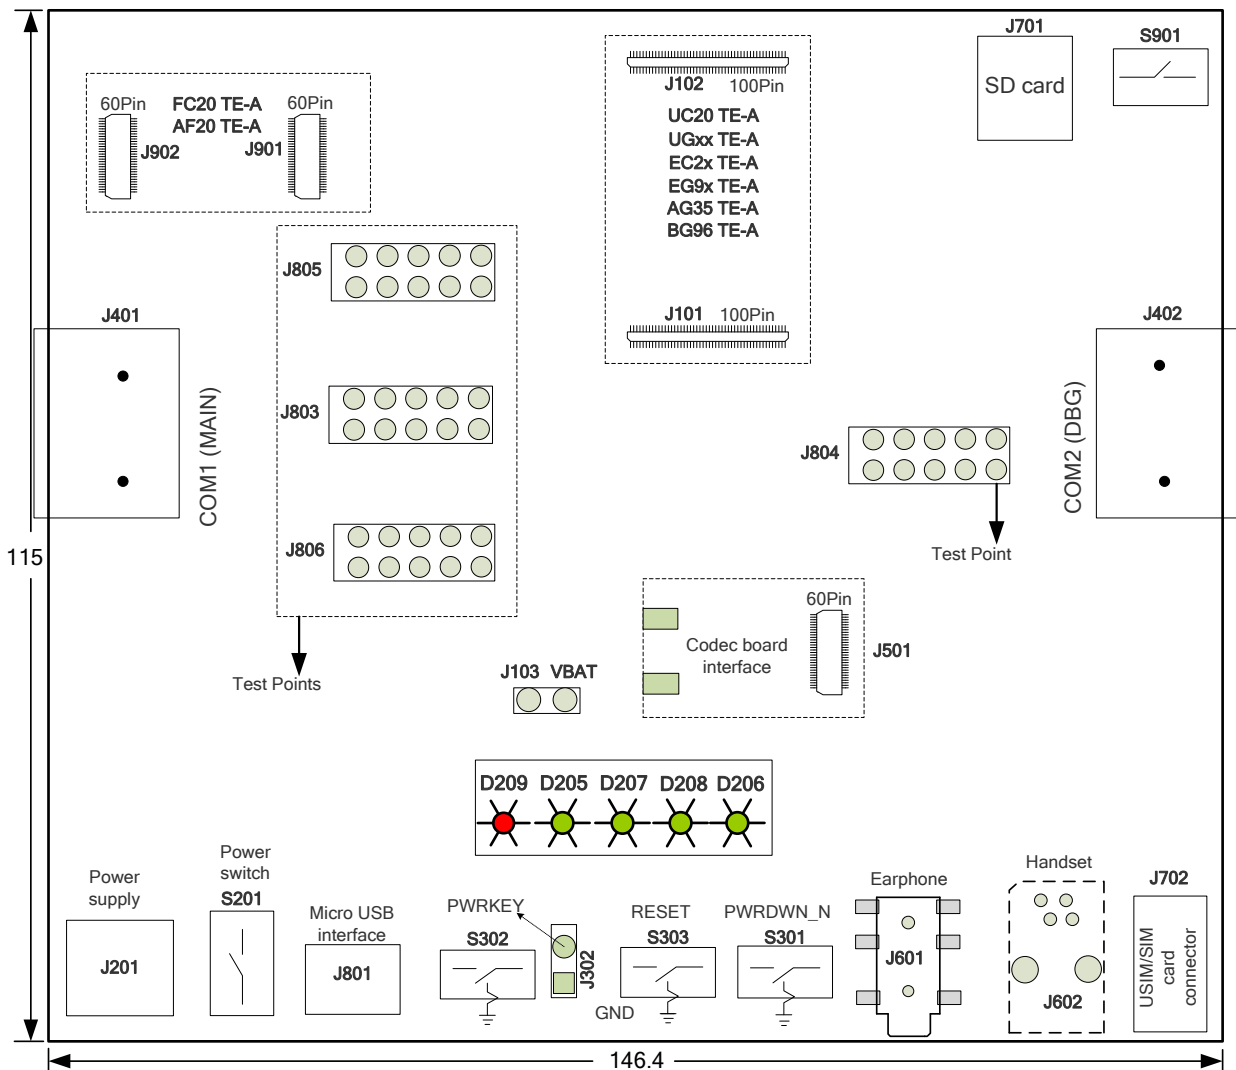 J701
S901
SD card
J102
100Pin
UC20 TE-A
UGxx TE-A
EC2x TE-A
EG9x TE-A
AG35 TE-A
BG96 TE-A
J101 100Pin
60Pin
FC20 TE-A
AF20 TE-A
60Pin
J902
J901
J805
J803
J806
Test Points
J401
COM1 (MAIN)
J402
COM2 (DBG)
J804
Test Point
115
60Pin
Codec board
interface
J501
J103 VBAT
D209 D205 D207 D208 D206
Power
supply
J201
Power
switch
S201
Micro USB
interface
J801
PWRKEY
S302
J302
GND
RESET
S303
PWRDWN_N
S301
Earphone
J601
Handset
J602
J702
USIM/SIM
card
connector
146.4